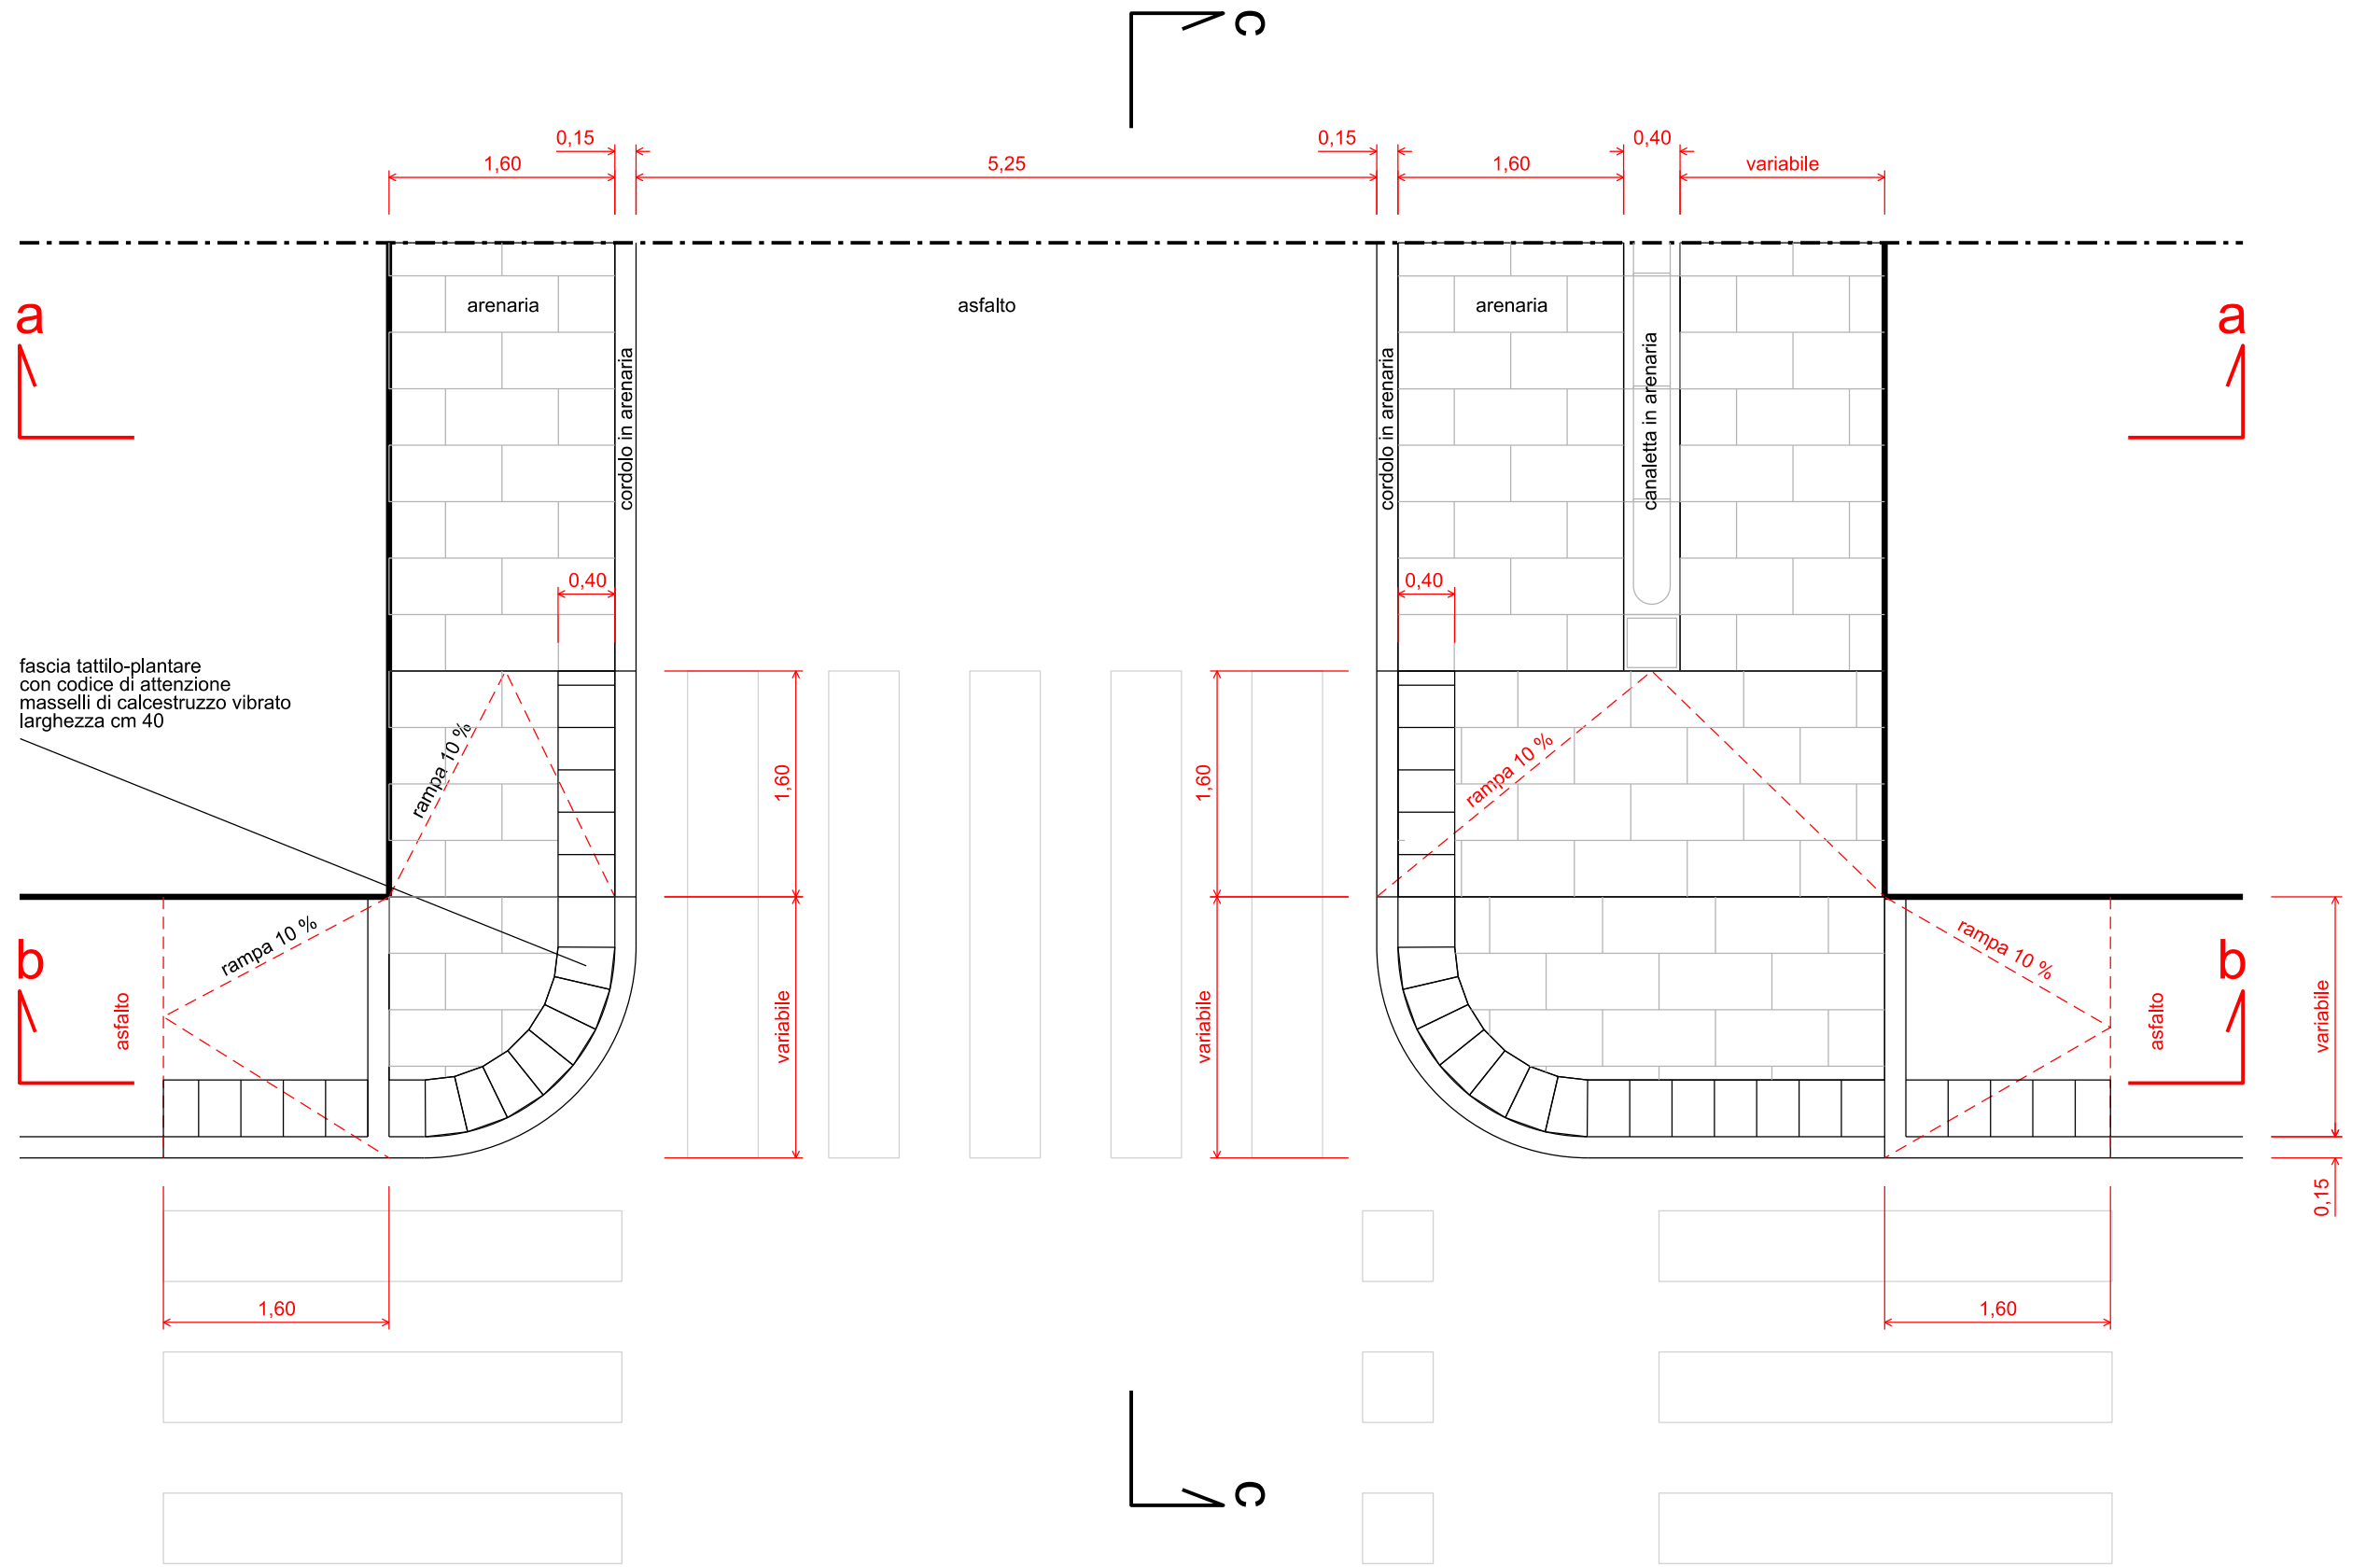 c
0,15
0,15
0,40
1,60
5,25
1,60
variabile
a
arenaria
asfalto
arenaria
a
cordolo in arenaria
cordolo in arenaria
canaletta in arenaria
0,40
0,40
fascia tattilo-plantare
con codice di attenzione
masselli di calcestruzzo vibrato
larghezza cm 40
rampa 10 %
1,60
1,60
rampa 10 %
b
rampa 10 %
rampa 10 %
b
asfalto
variabile
variabile
asfalto
variabile
0,15
1,60
1,60
c